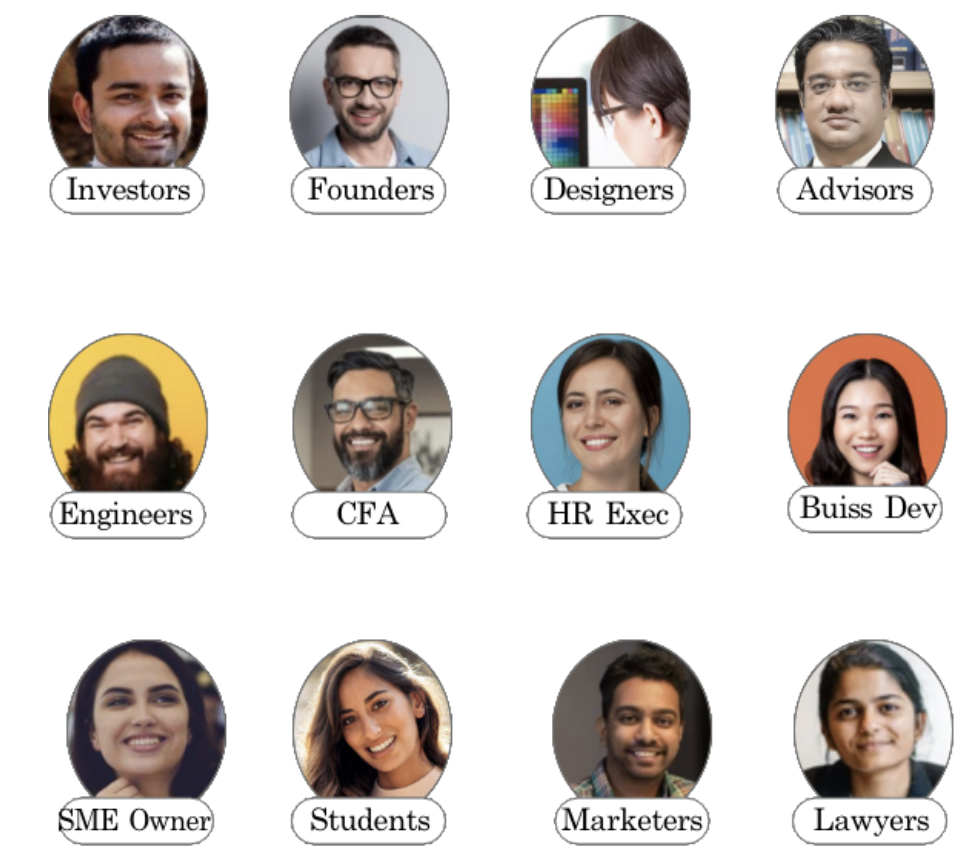 Investors
Founders
Designers
Advisors
Engineers
CFA
HR Exec
Buiss Dev
SME Owner
Students
Marketers
Lawyers